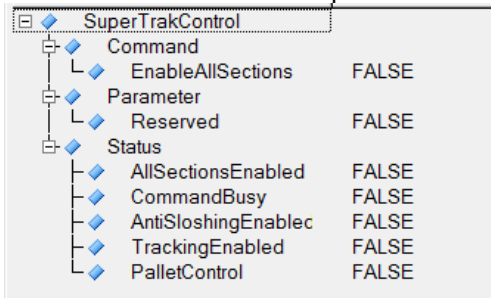 SuperTrakControl
Command
EnableAllSections FALSE
Parameter
Reserved FALSE
Status
AllSectionsEnabled FALSE
CommandBusy FALSE
AntiSloshingEnablec FALSE
TrackingEnabled FALSE
PalletControl FALSE